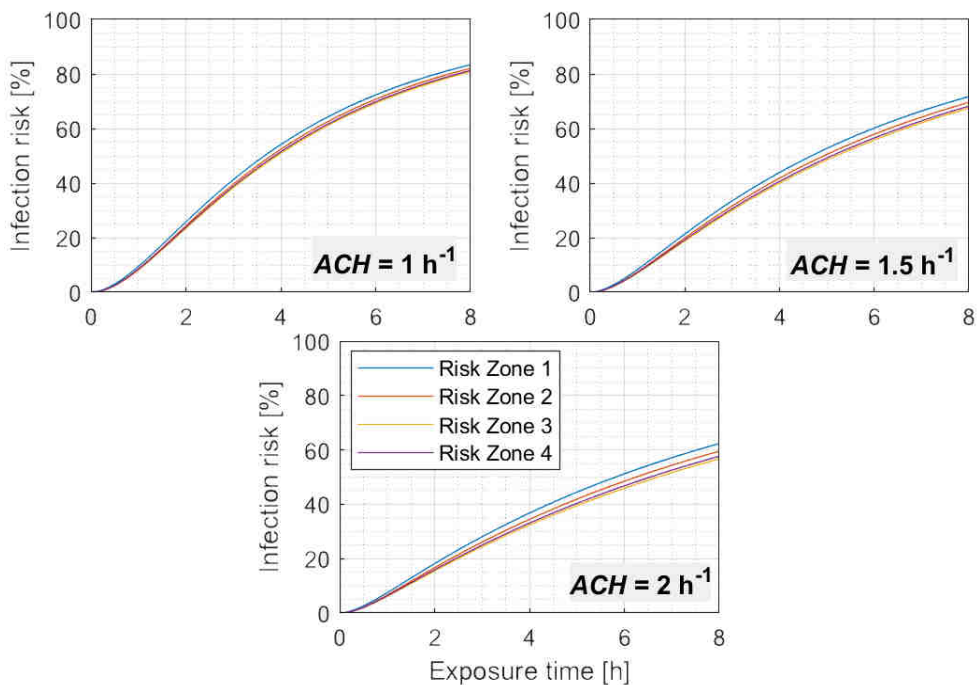 Infection risk [%]
100
80
60
40
20
0
0 2 4 6 8
ACH = 1 h⁻¹
Infection risk [%]
100
80
60
40
20
0
0 2 4 6 8
ACH = 1.5 h⁻¹
Infection risk [%]
100
80
60
40
20
0
0 2 4 6 8
Risk Zone 1
Risk Zone 2
Risk Zone 3
Risk Zone 4
ACH = 2 h⁻¹
Exposure time [h]